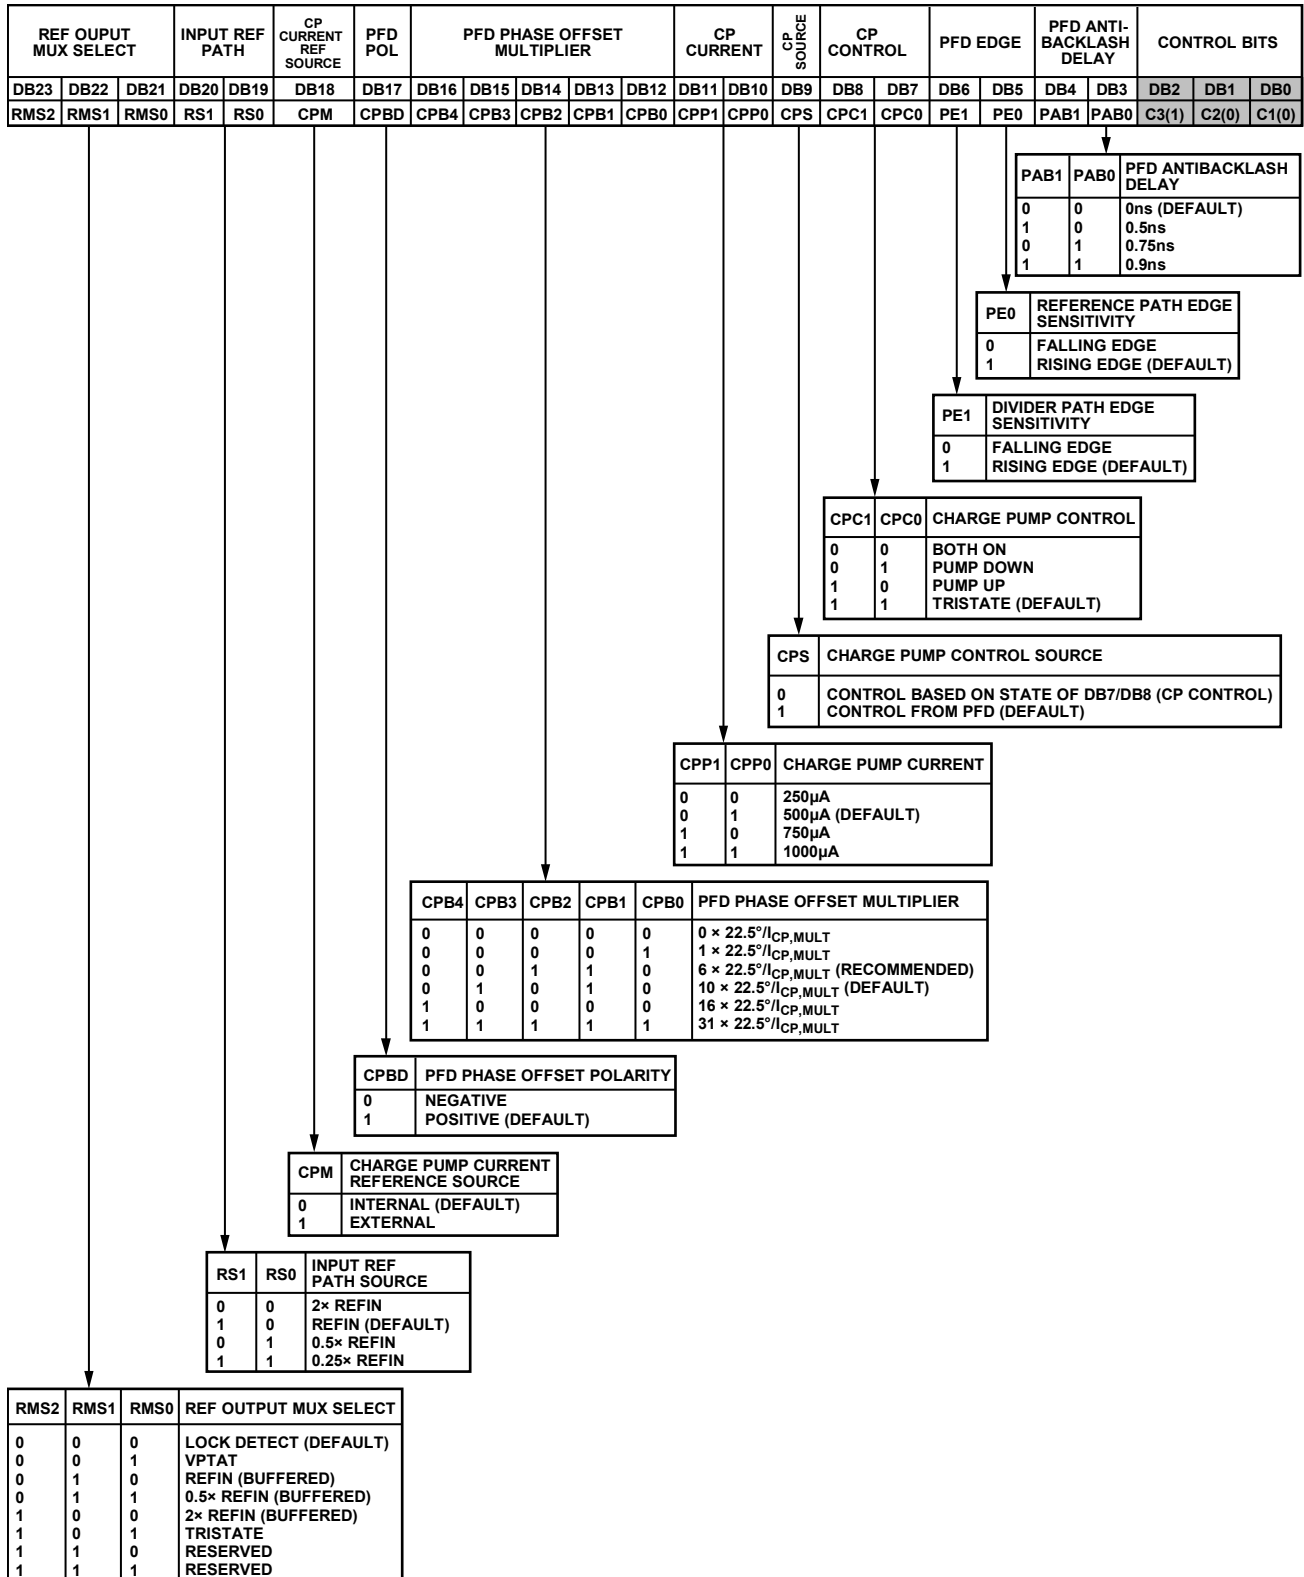 REF OUPUT MUX SELECT | INPUT REF PATH | CP CURRENT REF SOURCE | PFD POL | PFD PHASE OFFSET MULTIPLIER | CP CURRENT | CP SOURCE | CP CONTROL | PFD EDGE | PFD ANTI-BACKLASH DELAY | CONTROL BITS
DB23 DB22 DB21 DB20 DB19 DB18 DB17 DB16 DB15 DB14 DB13 DB12 DB11 DB10 DB9 DB8 DB7 DB6 DB5 DB4 DB3 DB2 DB1 DB0
RMS2 RMS1 RMS0 RS1 RS0 CPM CPBD CPB4 CPB3 CPB2 CPB1 CPB0 CPP1 CPP0 CPS CPC1 CPC0 PE1 PE0 PAB1 PAB0 C3(1) C2(0) C1(0)
PAB1 PAB0 PFD ANTIBACKLASH DELAY
0 0 0ns (DEFAULT)
1 0 0.5ns
0 1 0.75ns
1 1 0.9ns
PE0 REFERENCE PATH EDGE SENSITIVITY
0 FALLING EDGE
1 RISING EDGE (DEFAULT)
PE1 DIVIDER PATH EDGE SENSITIVITY
0 FALLING EDGE
1 RISING EDGE (DEFAULT)
CPC1 CPC0 CHARGE PUMP CONTROL
0 0 BOTH ON
0 1 PUMP DOWN
1 0 PUMP UP
1 1 TRISTATE (DEFAULT)
CPS CHARGE PUMP CONTROL SOURCE
0 CONTROL BASED ON STATE OF DB7/DB8 (CP CONTROL)
1 CONTROL FROM PFD (DEFAULT)
CPP1 CPP0 CHARGE PUMP CURRENT
0 0 250µA
0 1 500µA (DEFAULT)
1 0 750µA
1 1 1000µA
CPB4 CPB3 CPB2 CPB1 CPB0 PFD PHASE OFFSET MULTIPLIER
0 0 0 0 0 0 × 22.5°/ICP,MULT
0 0 0 0 1 1 × 22.5°/ICP,MULT
0 0 1 1 0 6 × 22.5°/ICP,MULT (RECOMMENDED)
0 1 0 1 0 10 × 22.5°/ICP,MULT (DEFAULT)
1 0 0 0 0 16 × 22.5°/ICP,MULT
1 1 1 1 1 31 × 22.5°/ICP,MULT
CPBD PFD PHASE OFFSET POLARITY
0 NEGATIVE
1 POSITIVE (DEFAULT)
CPM CHARGE PUMP CURRENT REFERENCE SOURCE
0 INTERNAL (DEFAULT)
1 EXTERNAL
RS1 RS0 INPUT REF PATH SOURCE
0 0 2× REFIN
1 0 REFIN (DEFAULT)
0 1 0.5× REFIN
1 1 0.25× REFIN
RMS2 RMS1 RMS0 REF OUTPUT MUX SELECT
0 0 0 LOCK DETECT (DEFAULT)
0 0 1 VPTAT
0 1 0 REFIN (BUFFERED)
0 1 1 0.5× REFIN (BUFFERED)
1 0 0 2× REFIN (BUFFERED)
1 0 1 TRISTATE
1 1 0 RESERVED
1 1 1 RESERVED